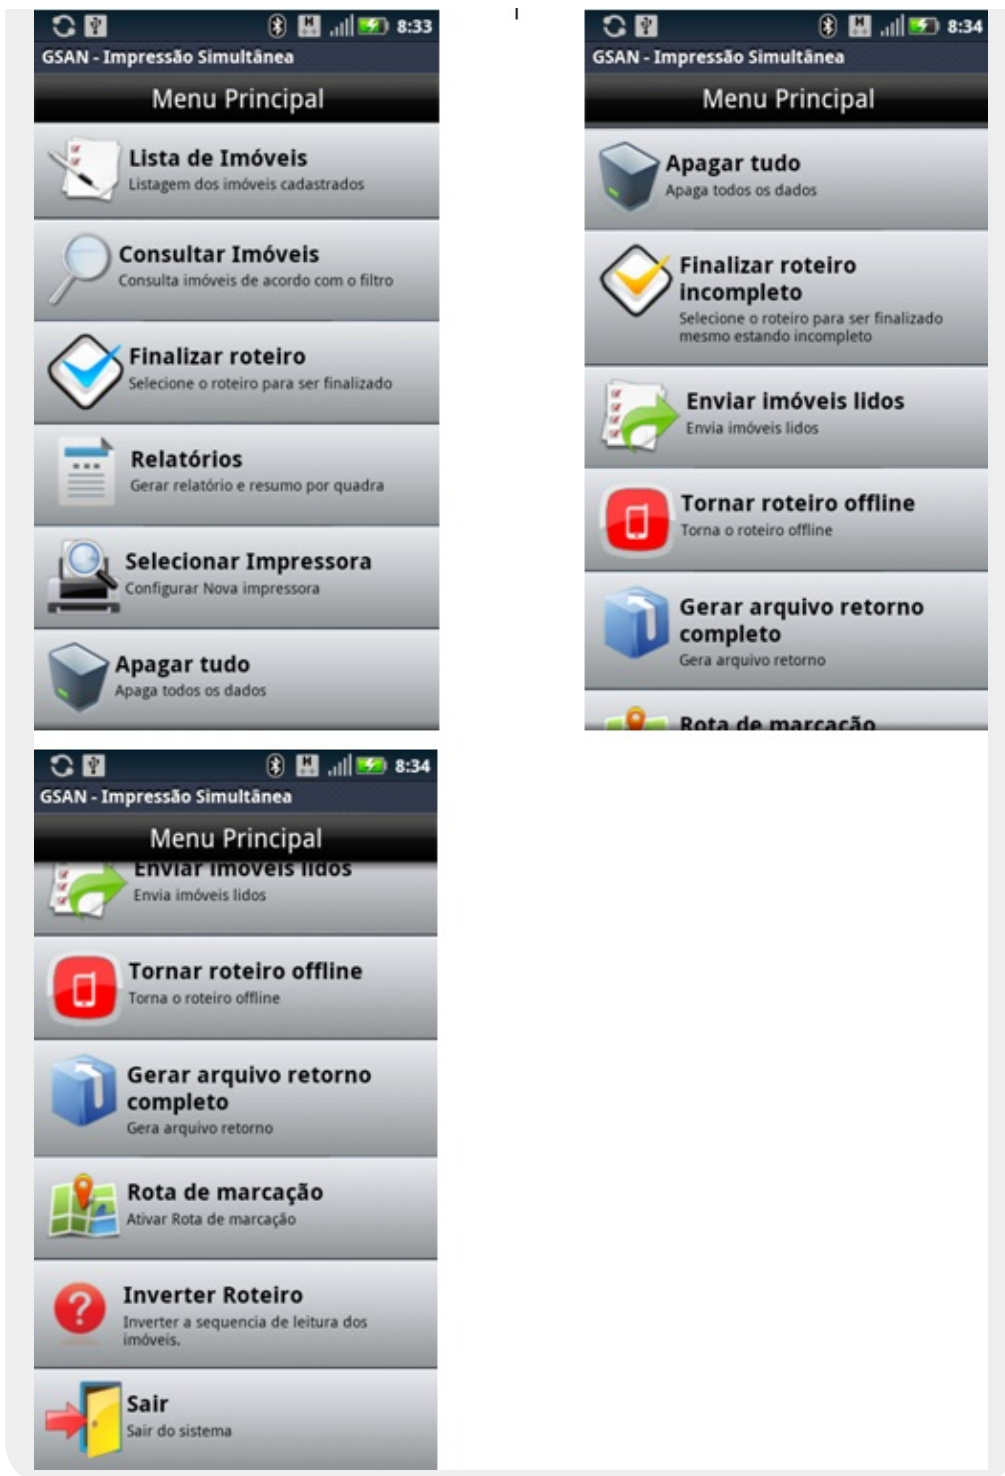 8:33
GSAN - Impressão Simultânea
Menu Principal
Lista de Imóveis
Listagem dos imóveis cadastrados
Consultar Imóveis
Consulta imóveis de acordo com o filtro
Finalizar roteiro
Selecione o roteiro para ser finalizado
Relatórios
Gerar relatório e resumo por quadra
Selecionar Impressora
Configurar Nova impressora
Apagar tudo
Apaga todos os dados
8:34
GSAN - Impressão Simultânea
Menu Principal
Apagar tudo
Apaga todos os dados
Finalizar roteiro
incompleto
Selecione o roteiro para ser finalizado
mesmo estando incompleto
Enviar imóveis lidos
Envia imóveis lidos
Tornar roteiro offline
Torna o roteiro offline
Gerar arquivo retorno
completo
Gera arquivo retorno
Rota de marcação
8:34
GSAN - Impressão Simultânea
Menu Principal
Enviar imóveis lidos
Envia imóveis lidos
Tornar roteiro offline
Torna o roteiro offline
Gerar arquivo retorno
completo
Gera arquivo retorno
Rota de marcação
Ativar Rota de marcação
Inverter Roteiro
Inverter a sequencia de leitura dos
imóveis.
Sair
Sair do sistema